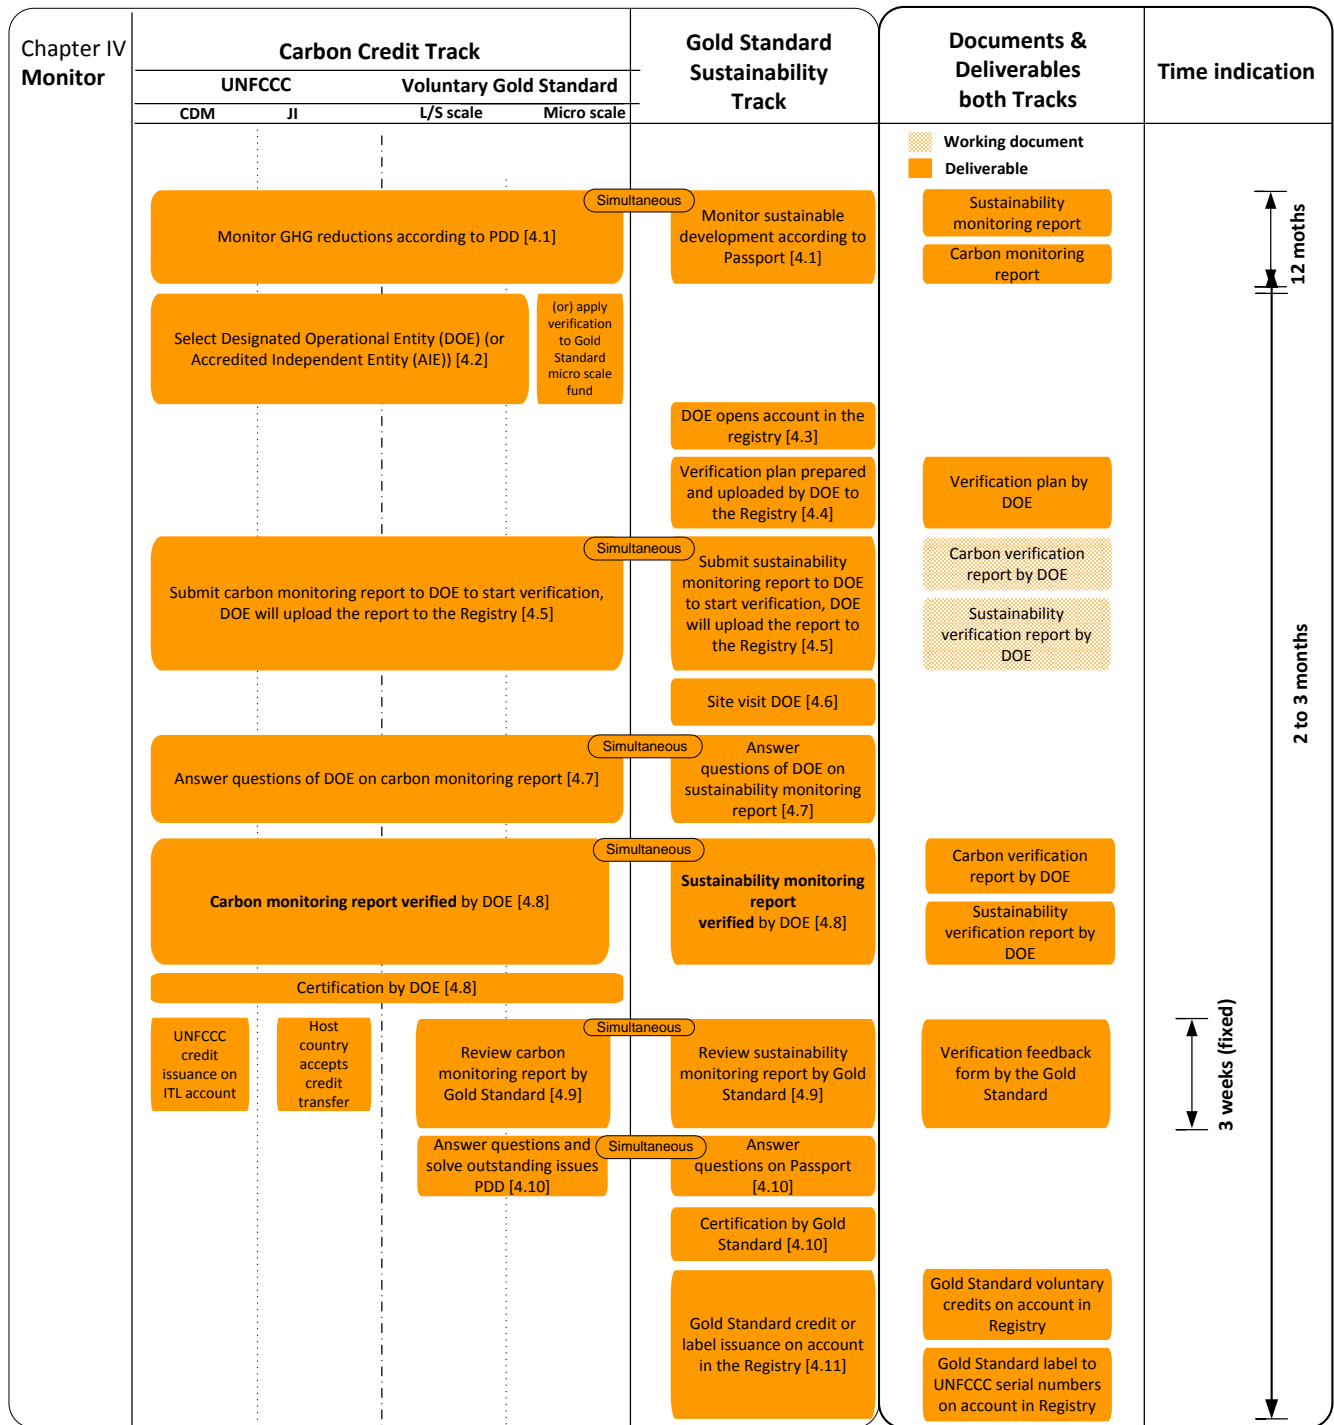 Chapter IV
Monitor
Carbon Credit Track
UNFCCC
Voluntary Gold Standard
CDM
JI
L/S scale
Micro scale
Gold Standard
Sustainability
Track
Documents &
Deliverables
both Tracks
Time indication
Working document
Deliverable
Simultaneous
Monitor GHG reductions according to PDD [4.1]
Monitor sustainable
development according to
Passport [4.1]
Sustainability
monitoring report
Carbon monitoring
report
12 moths
Select Designated Operational Entity (DOE) (or
Accredited Independent Entity (AIE)) [4.2]
(or) apply
verification
to Gold
Standard
micro scale
fund
DOE opens account in the
registry [4.3]
Verification plan prepared
and uploaded by DOE to
the Registry [4.4]
Verification plan by
DOE
Simultaneous
Submit carbon monitoring report to DOE to start verification,
DOE will upload the report to the Registry [4.5]
Submit sustainability
monitoring report to DOE
to start verification, DOE
will upload the report to
the Registry [4.5]
Carbon verification
report by DOE
Sustainability
verification report by
DOE
Site visit DOE [4.6]
2 to 3 months
Simultaneous
Answer questions of DOE on carbon monitoring report [4.7]
Answer
questions of DOE on
sustainability monitoring
report [4.7]
Simultaneous
Carbon monitoring report verified by DOE [4.8]
Sustainability monitoring
report
verified by DOE [4.8]
Carbon verification
report by DOE
Sustainability
verification report by
DOE
Certification by DOE [4.8]
UNFCCC
credit
issuance on
ITL account
Host
country
accepts
credit
transfer
Simultaneous
Review carbon
monitoring report by
Gold Standard [4.9]
Review sustainability
monitoring report by Gold
Standard [4.9]
Verification feedback
form by the Gold
Standard
3 weeks (fixed)
Answer questions and
solve outstanding issues
PDD [4.10]
Simultaneous
Answer
questions on Passport
[4.10]
Certification by Gold
Standard [4.10]
Gold Standard credit or
label issuance on account
in the Registry [4.11]
Gold Standard voluntary
credits on account in
Registry
Gold Standard label to
UNFCCC serial numbers
on account in Registry